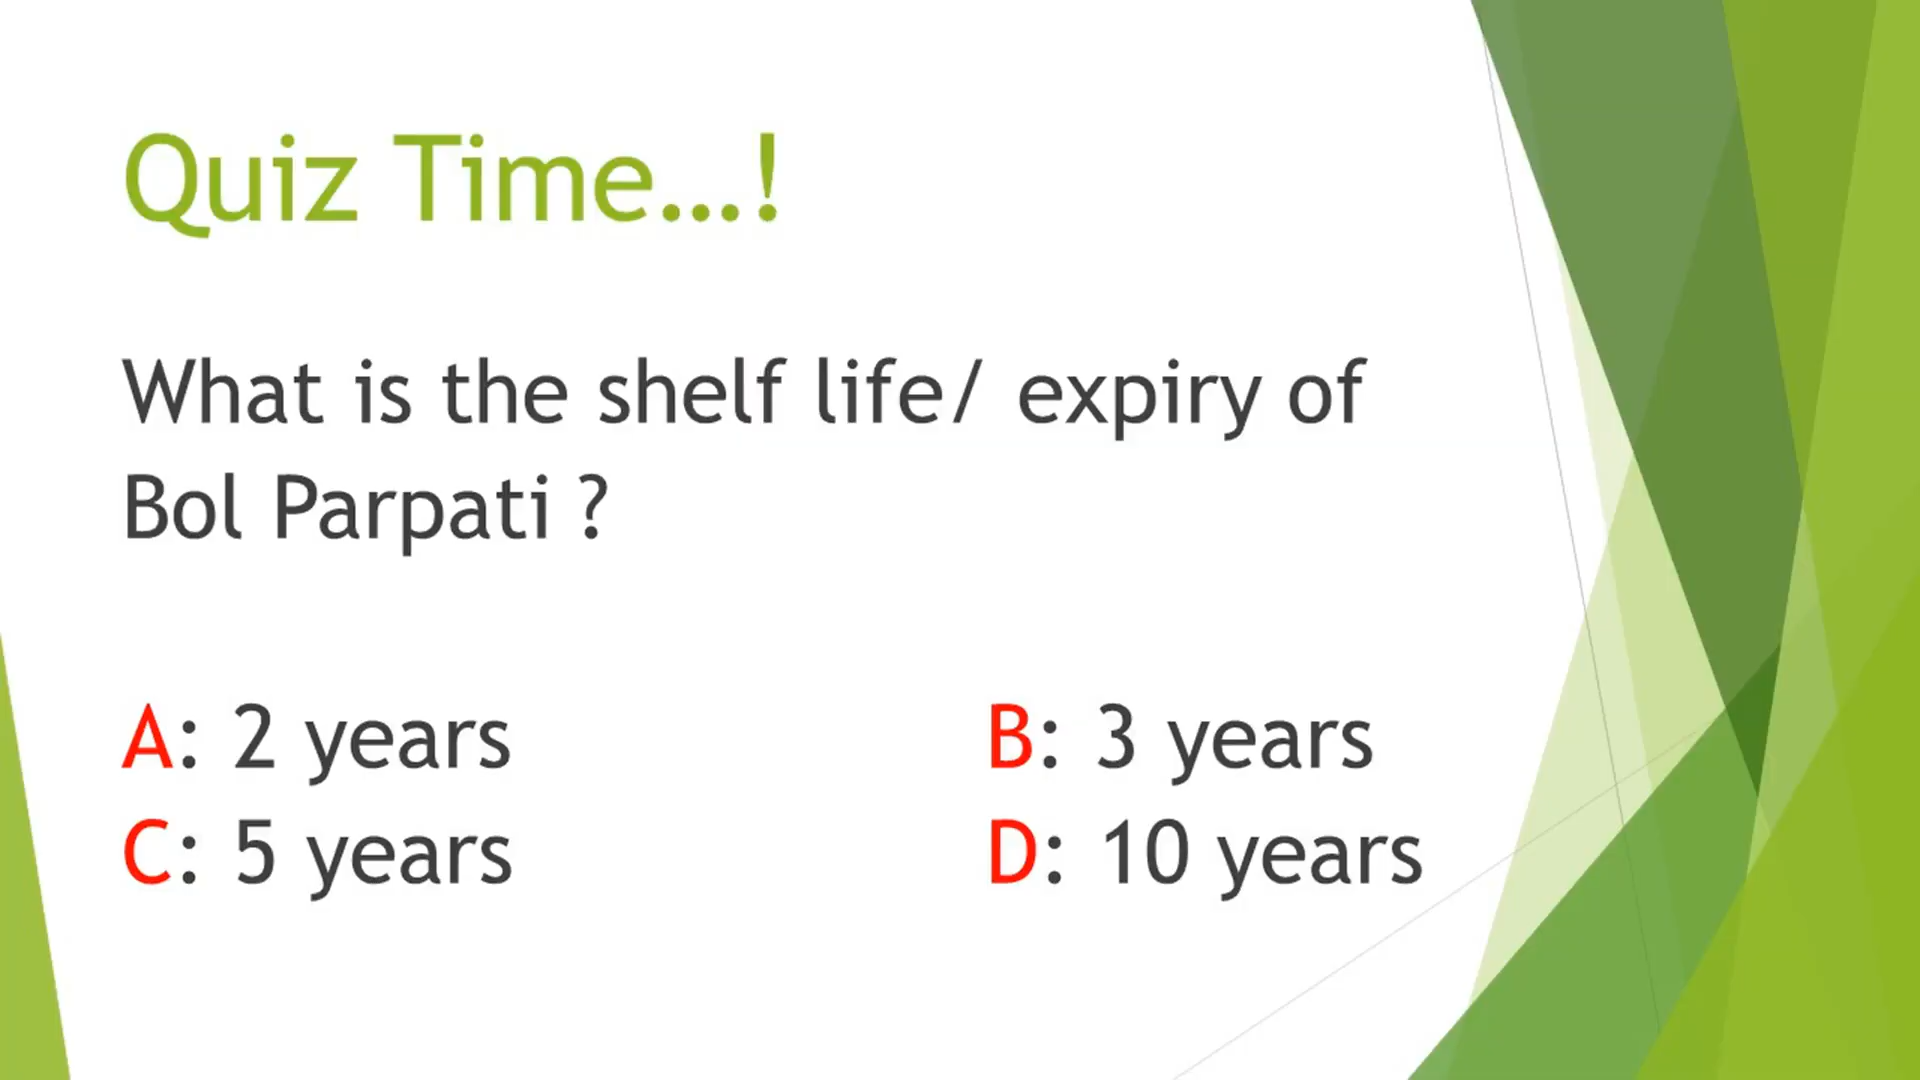 Quiz Time...!
What is the shelf life/ expiry of
Bol Parpati ?
A: 2 years B: 3 years
C: 5 years D: 10 years